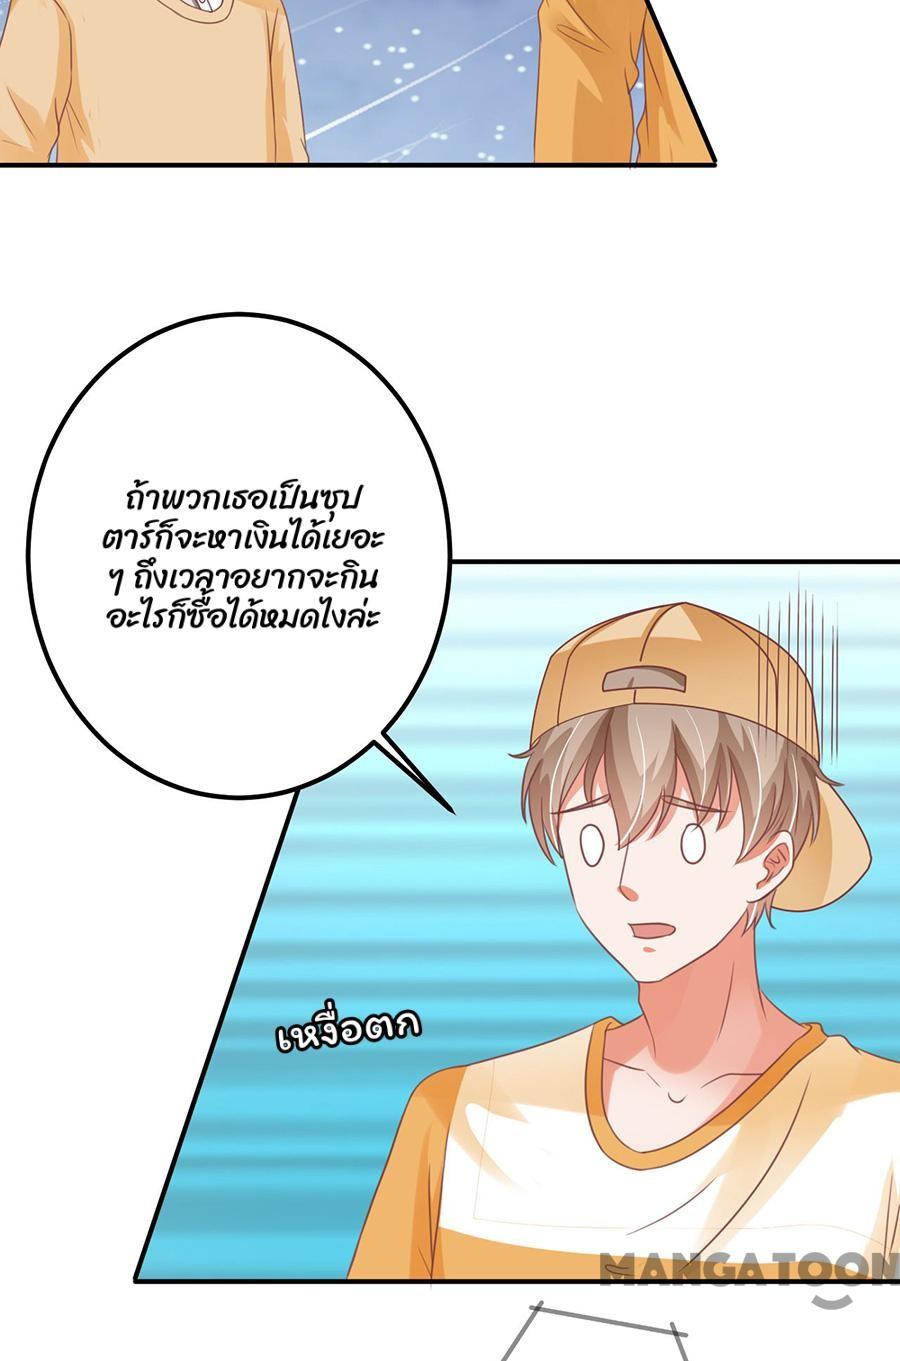 ถ้าพวกเธอเป็นซุป
ตาร์ก็จะหาเงินได้เยอะ
ๆ ถึงเวลาอยากจะกิน
อะไรก็ซื้อได้หมดไงล่ะ
เหงื่อตก
MANGATOON